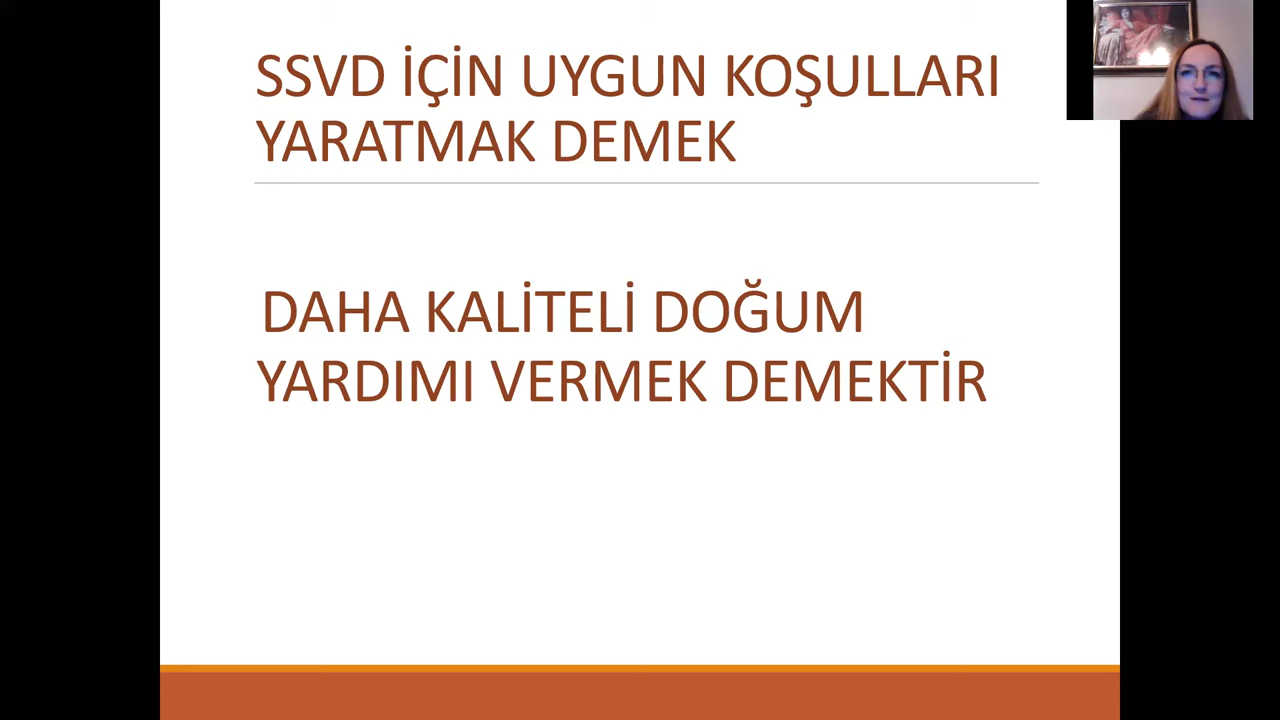 SSVD İÇİN UYGUN KOŞULLARI
YARATMAK DEMEK
DAHA KALİTELİ DOĞUM
YARDIMI VERMEK DEMEKTİR